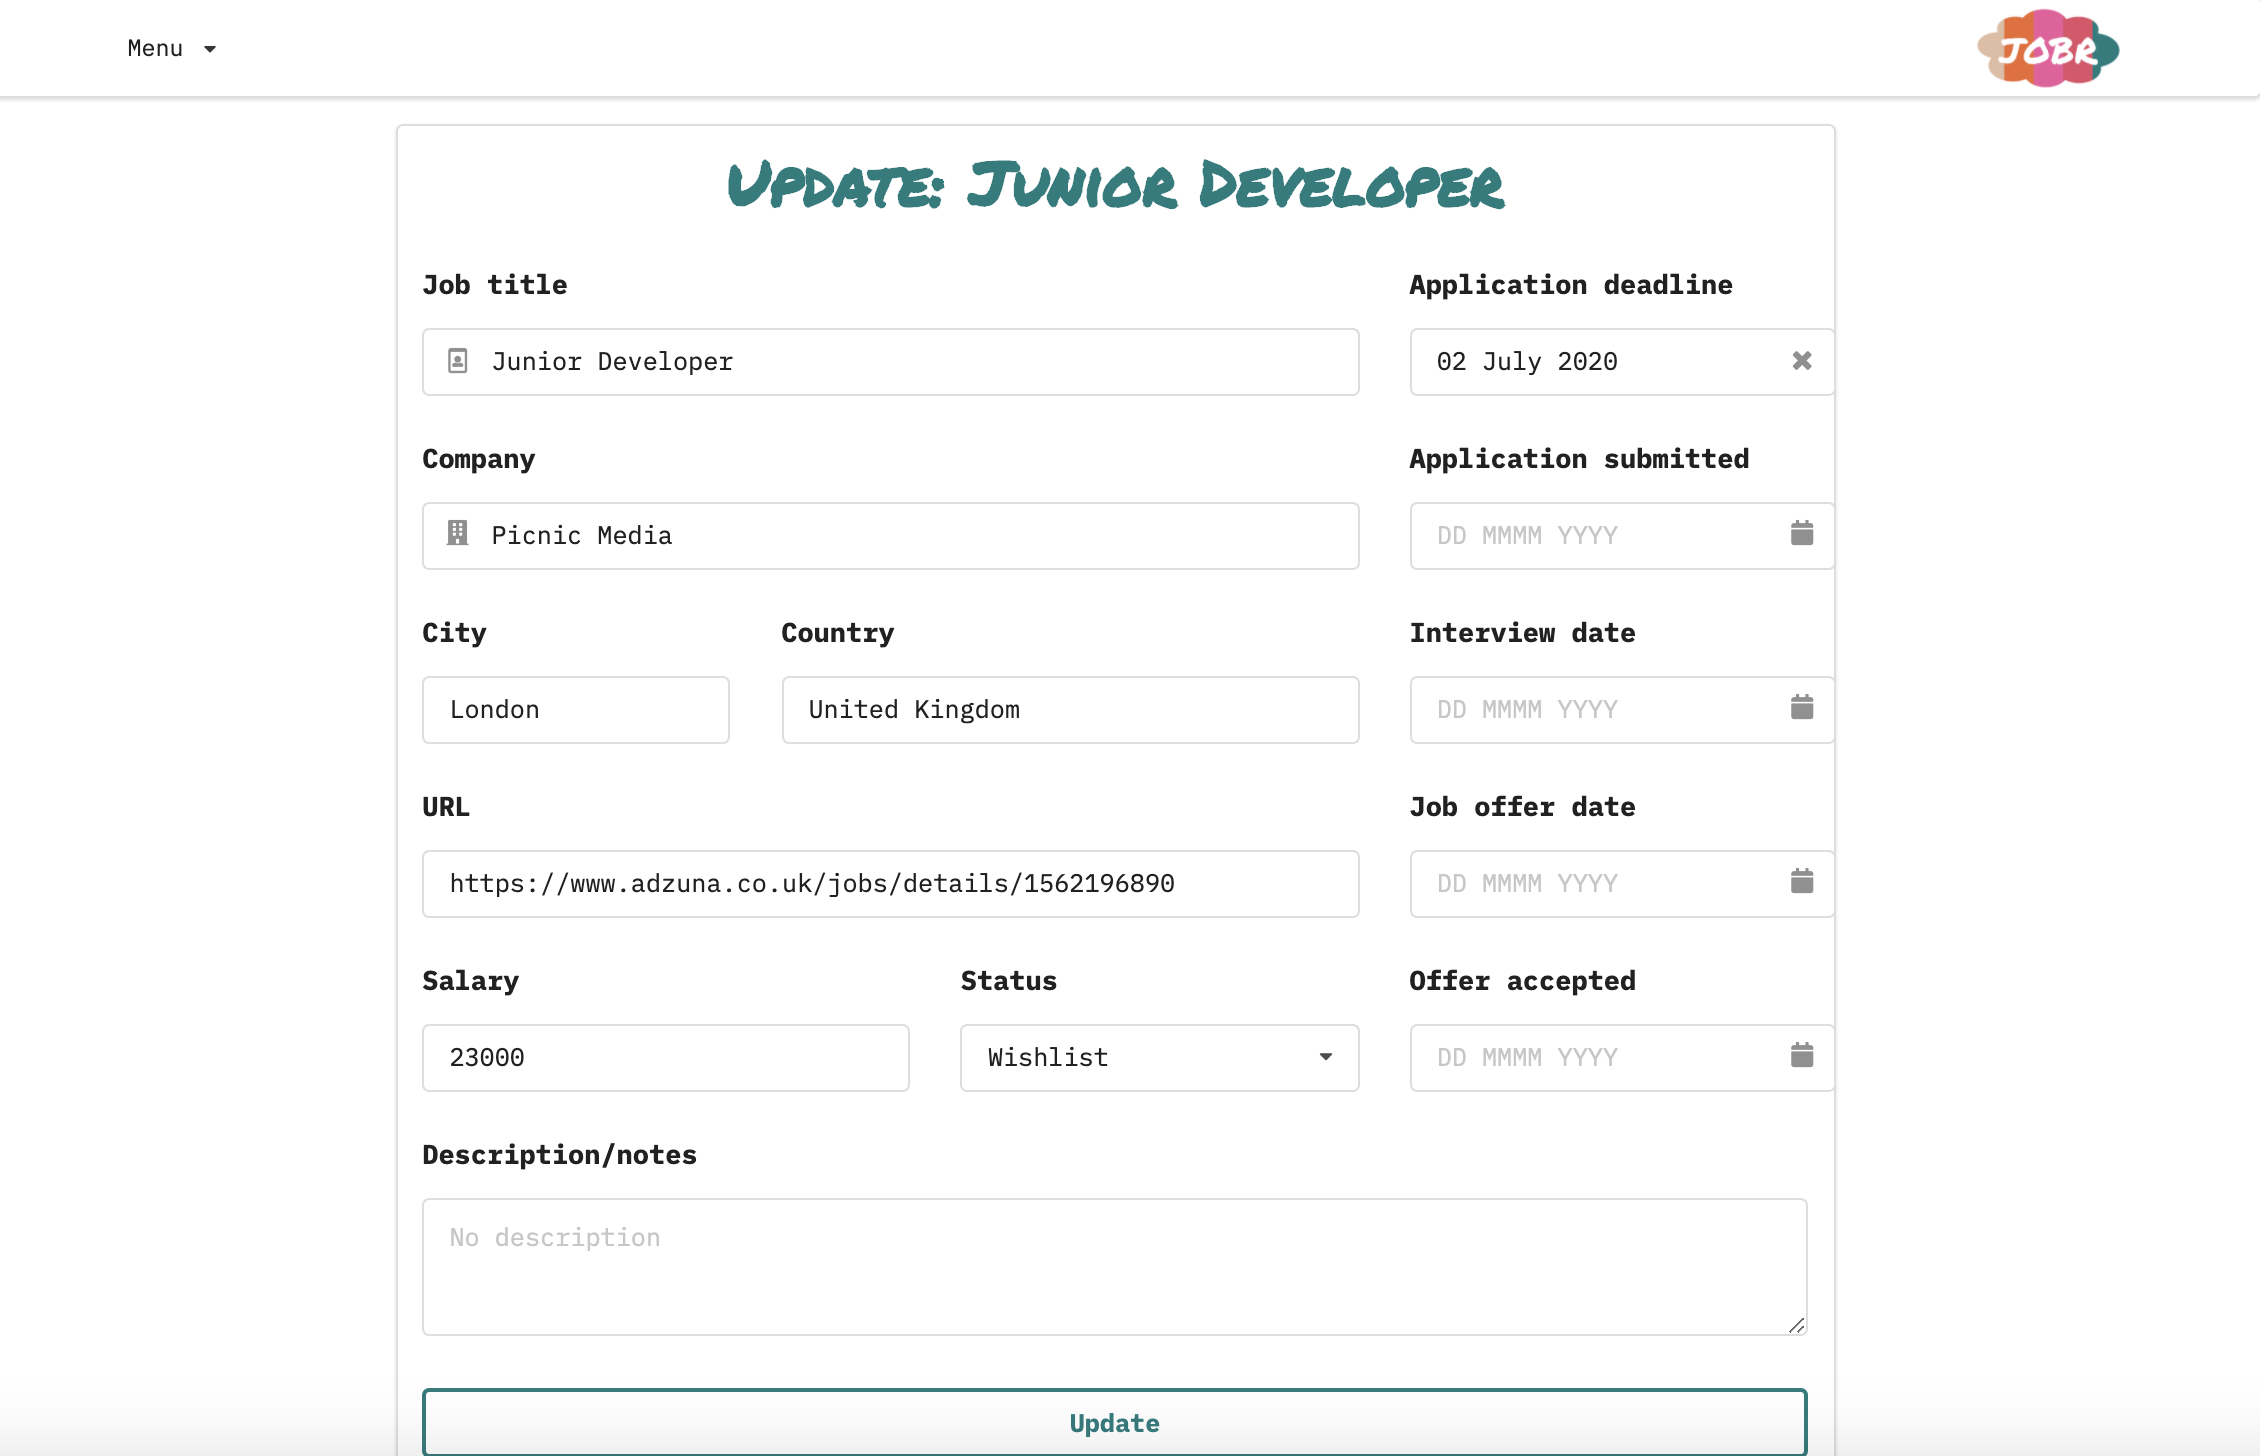 Menu
JOBR
Update: Junior Developer
Job title
Application deadline
Junior Developer
02 July 2020
Company
Application submitted
Picnic Media
DD MMMM YYYY
City
Country
Interview date
London
United Kingdom
DD MMMM YYYY
URL
Job offer date
https://www.adzuna.co.uk/jobs/details/1562196890
DD MMMM YYYY
Salary
Status
Offer accepted
23000
Wishlist
DD MMMM YYYY
Description/notes
No description
Update